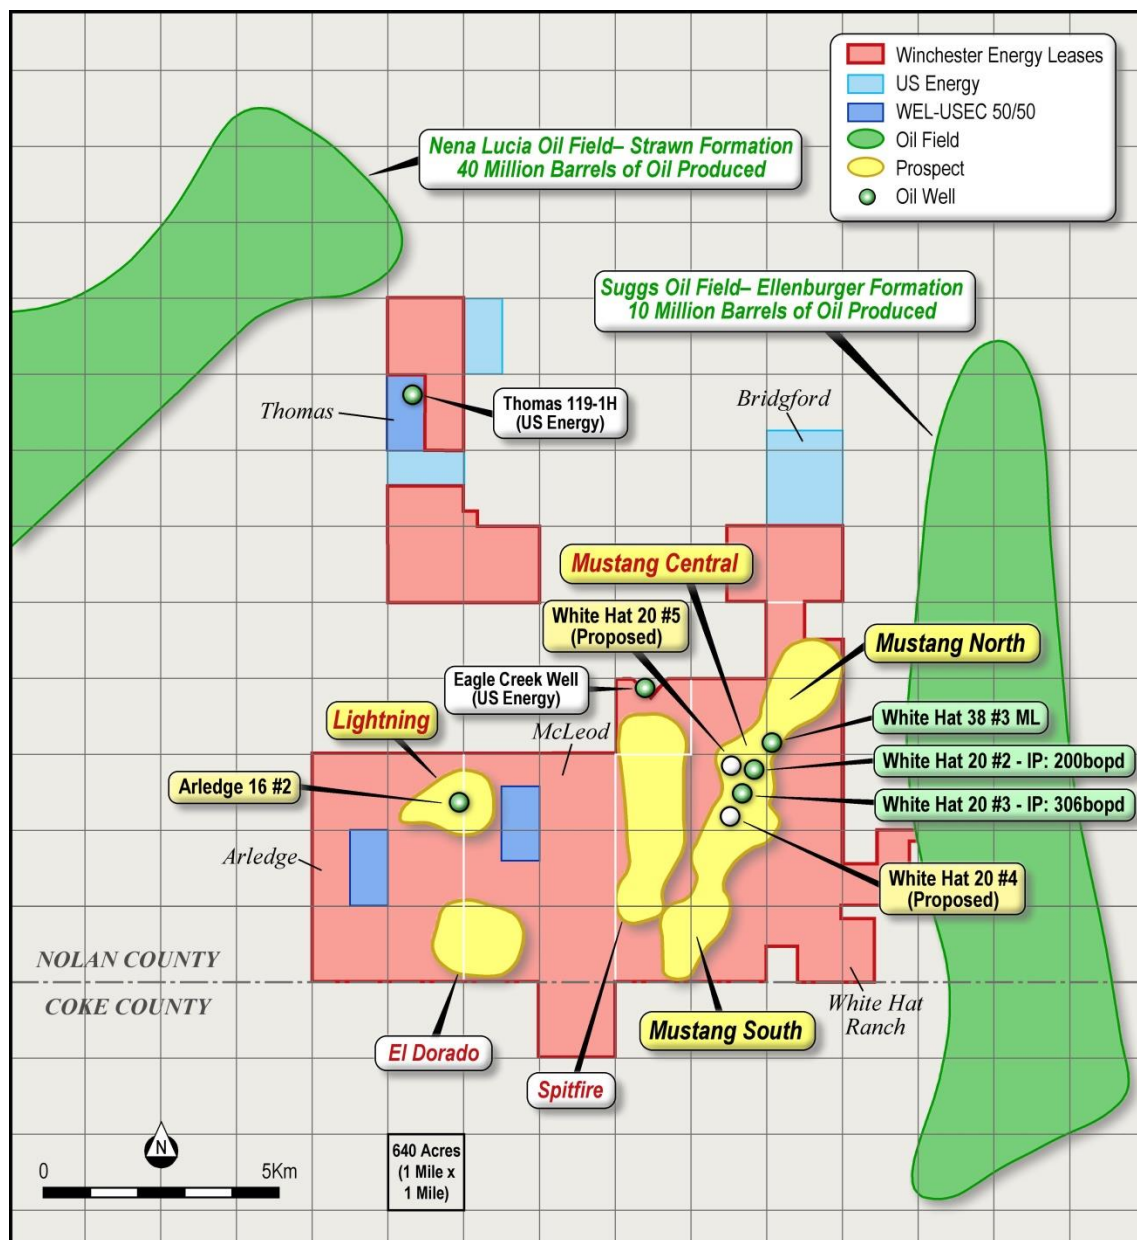 Winchester Energy Leases
US Energy
WEL-USEC 50/50
Oil Field
Prospect
Oil Well
Nena Lucia Oil Field– Strawn Formation
40 Million Barrels of Oil Produced
Suggs Oil Field– Ellenburger Formation
10 Million Barrels of Oil Produced
Thomas
Thomas 119-1H
(US Energy)
Bridgford
Mustang Central
White Hat 20 #5
(Proposed)
Mustang North
Eagle Creek Well
(US Energy)
Lightning
McLeod
White Hat 38 #3 ML
White Hat 20 #2 - IP: 200bopd
Arledge 16 #2
White Hat 20 #3 - IP: 306bopd
Arledge
White Hat 20 #4
(Proposed)
NOLAN COUNTY
COKE COUNTY
White Hat
Ranch
Mustang South
El Dorado
Spitfire
N
0
5Km
640 Acres
(1 Mile x
1 Mile)